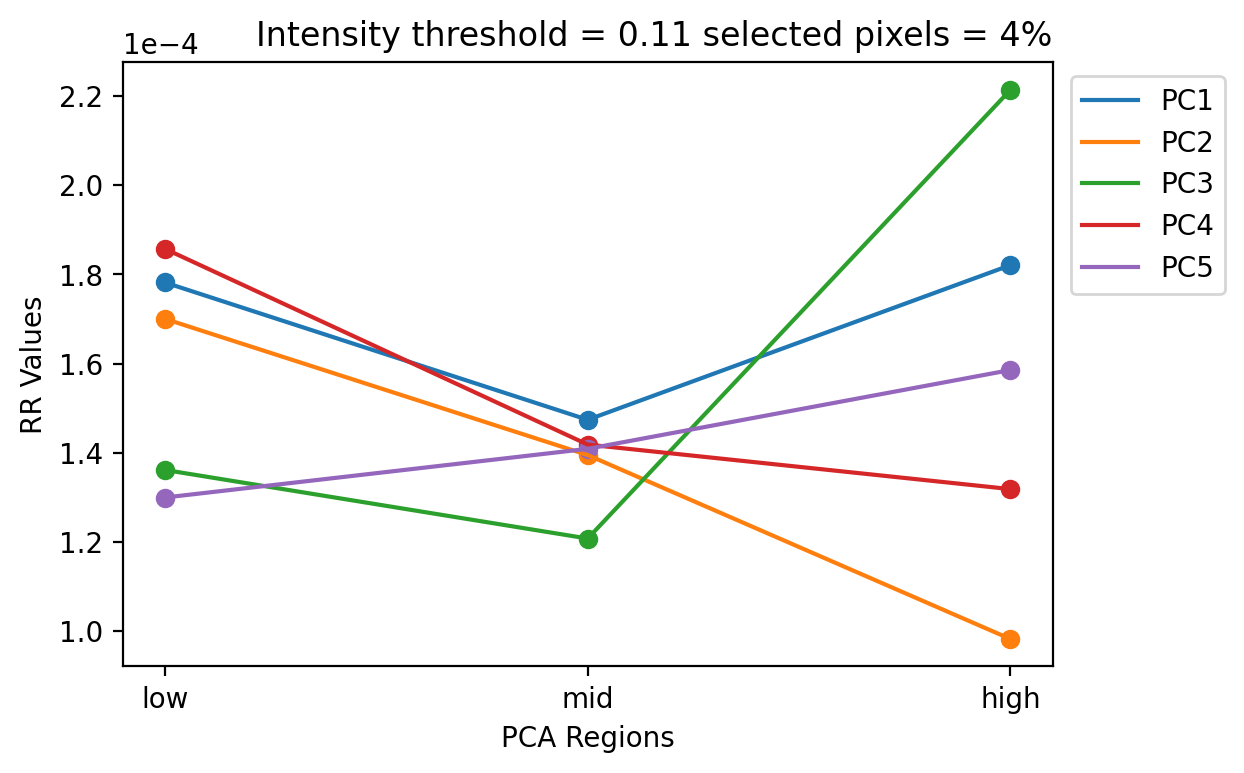 Intensity threshold = 0.11 selected pixels = 4%
1e−4
2.2
2.0
1.8
1.6
1.4
1.2
1.0
RR Values
low mid high
PCA Regions
PC1
PC2
PC3
PC4
PC5